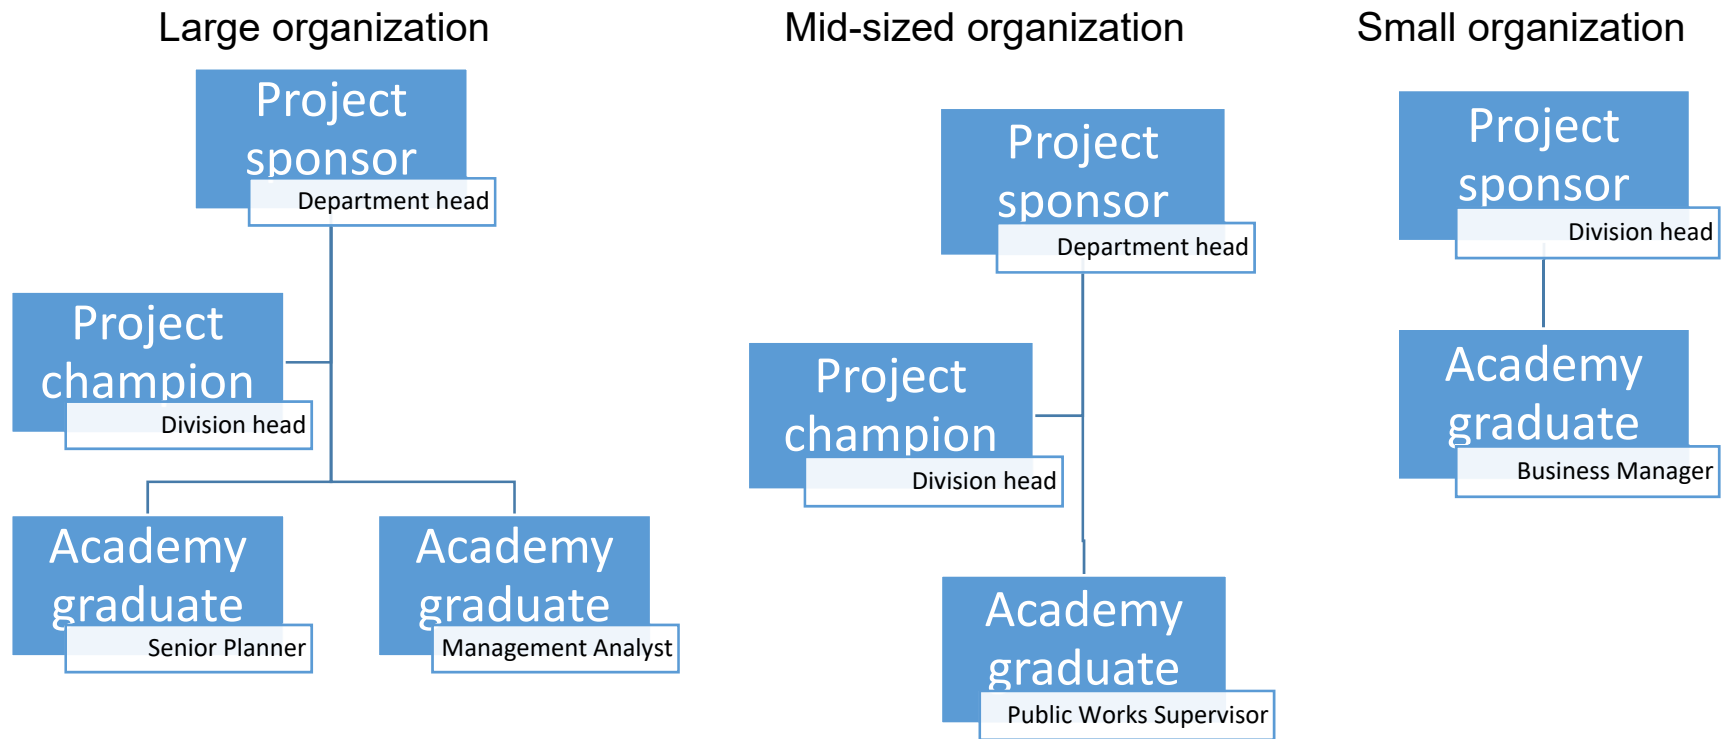 Large organization
Project
sponsor
Department head
Project
champion
Division head
Academy
graduate
Senior Planner
Academy
graduate
Management Analyst
Mid-sized organization
Project
sponsor
Department head
Project
champion
Division head
Academy
graduate
Public Works Supervisor
Small organization
Project
sponsor
Division head
Academy
graduate
Business Manager